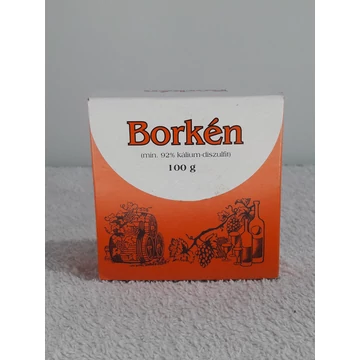 Borkén
(min. 92% kálium-diszulfit)
100 g